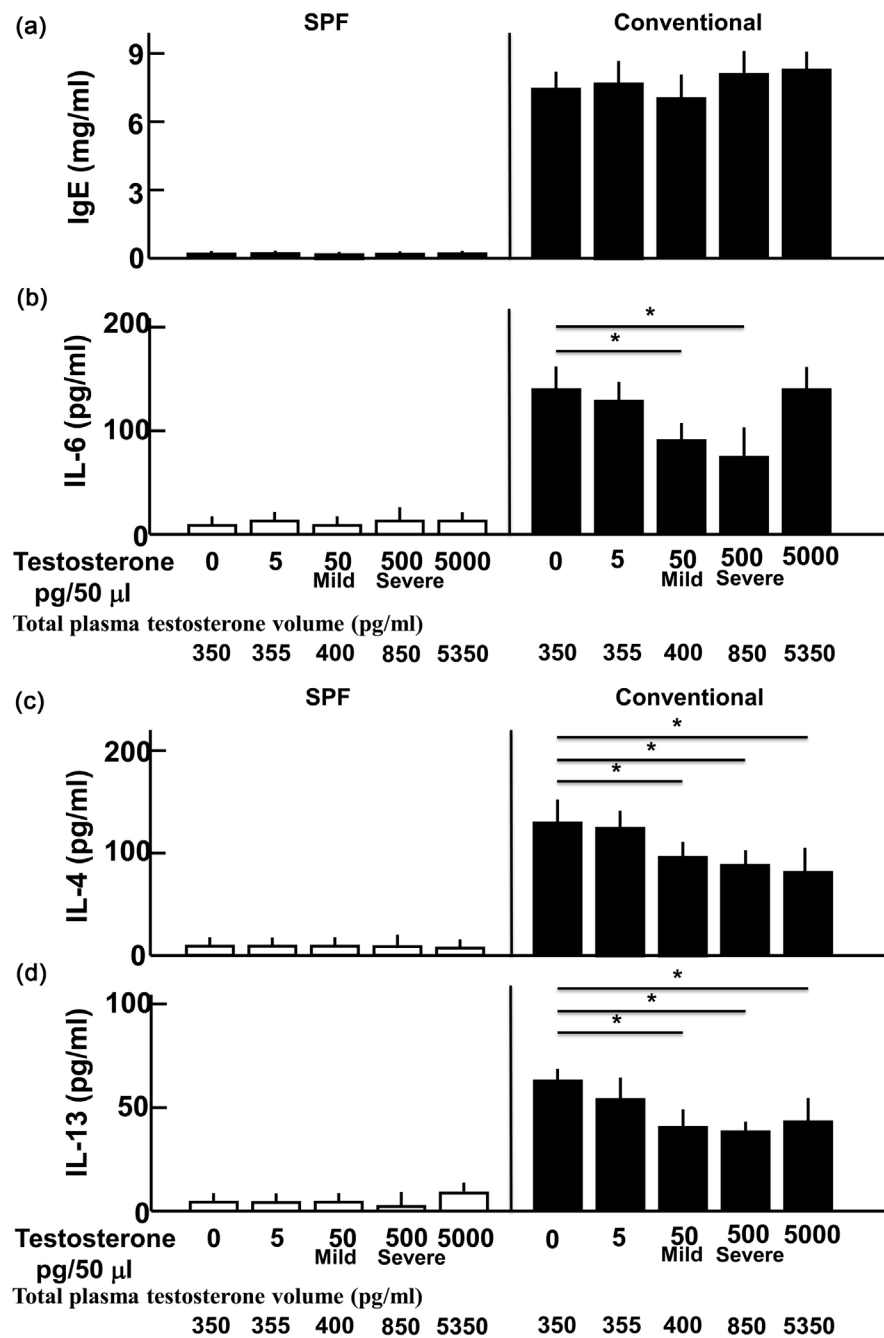 (a)
SPF
Conventional
IgE (mg/ml)
9
6
3
0
(b)
IL-6 (pg/ml)
200
100
0
*
*
Testosterone
pg/50 µl
0 5 50 500 5000 0 5 50 500 5000
Mild Severe Mild Severe
Total plasma testosterone volume (pg/ml)
350 355 400 850 5350 350 355 400 850 5350
(c)
SPF
Conventional
IL-4 (pg/ml)
200
100
0
*
*
*
(d)
IL-13 (pg/ml)
100
50
0
*
*
*
Testosterone
pg/50 µl
0 5 50 500 5000 0 5 50 500 5000
Mild Severe Mild Severe
Total plasma testosterone volume (pg/ml)
350 355 400 850 5350 350 355 400 850 5350